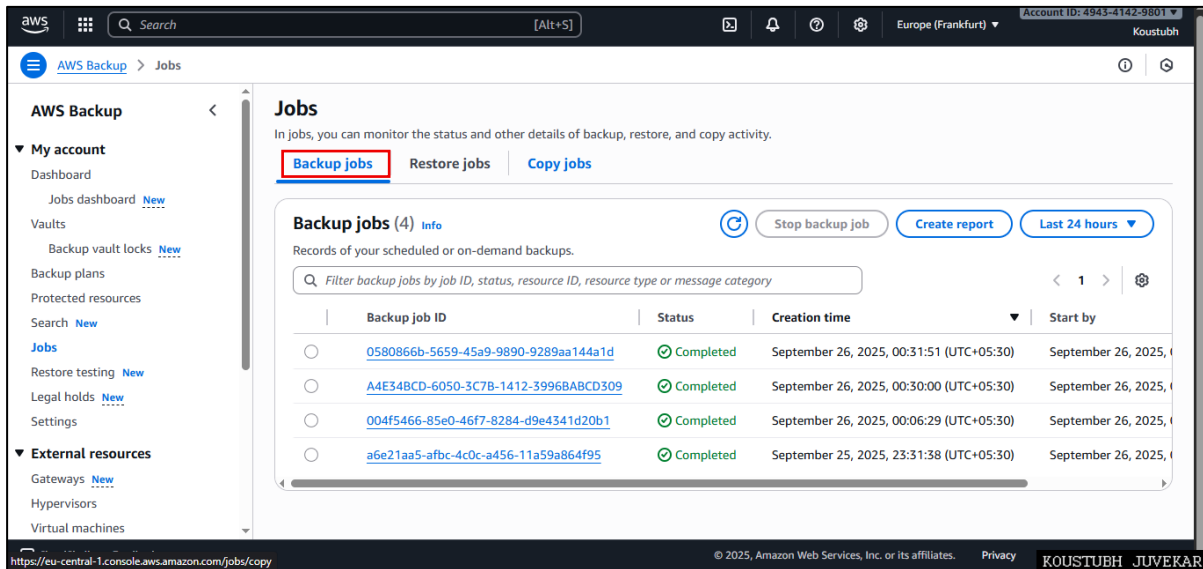 aws
Search [Alt+S]
Europe (Frankfurt)
Account ID: 4943-4142-9801
Koustubh
AWS Backup > Jobs
AWS Backup
My account
Dashboard
Jobs dashboard New
Vaults
Backup vault locks New
Backup plans
Protected resources
Search New
Jobs
Restore testing New
Legal holds New
Settings
External resources
Gateways New
Hypervisors
Virtual machines
Jobs
In jobs, you can monitor the status and other details of backup, restore, and copy activity.
Backup jobs Restore jobs Copy jobs
Backup jobs (4) Info
Stop backup job Create report Last 24 hours
Records of your scheduled or on-demand backups.
Filter backup jobs by job ID, status, resource ID, resource type or message category
< 1 >
Backup job ID Status Creation time Start by
0580866b-5659-45a9-9890-9289aa144a1d Completed September 26, 2025, 00:31:51 (UTC+05:30) September 26, 2025,
A4E34BCD-6050-3C7B-1412-3996BABCD309 Completed September 26, 2025, 00:30:00 (UTC+05:30) September 26, 2025,
004f5466-85e0-46f7-8284-d9e4341d20b1 Completed September 26, 2025, 00:06:29 (UTC+05:30) September 26, 2025,
a6e21aa5-afbc-4c0c-a456-11a59a864f95 Completed September 25, 2025, 23:31:38 (UTC+05:30) September 26, 2025,
https://eu-central-1.console.aws.amazon.com/jobs/copy
© 2025, Amazon Web Services, Inc. or its affiliates. Privacy
KOUSTUBH JUVEKAR